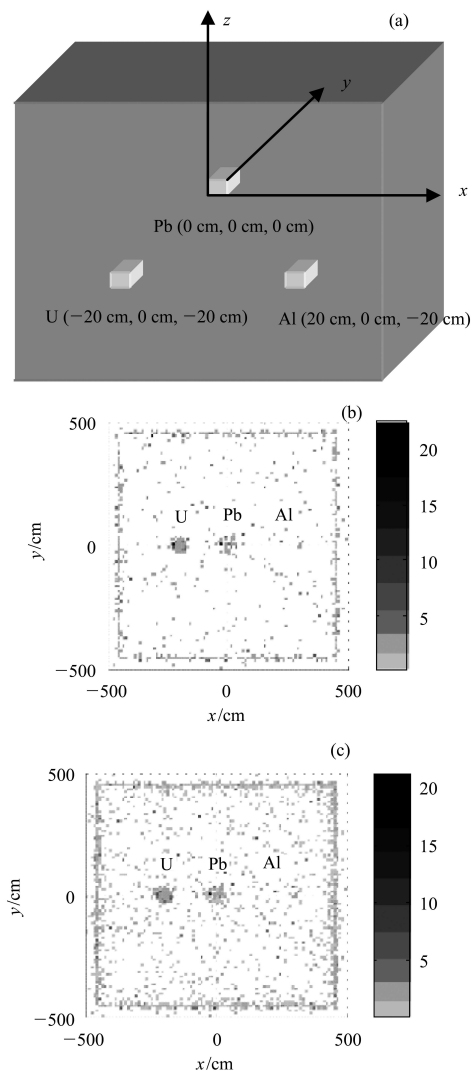 (a)
z
y
x
Pb (0 cm, 0 cm, 0 cm)
U (−20 cm, 0 cm, −20 cm)
Al (20 cm, 0 cm, −20 cm)
(b)
500
0
−500
y/cm
U
Pb
Al
−500
0
500
x/cm
20
15
10
5
(c)
500
0
−500
y/cm
U
Pb
Al
−500
0
500
x/cm
20
15
10
5